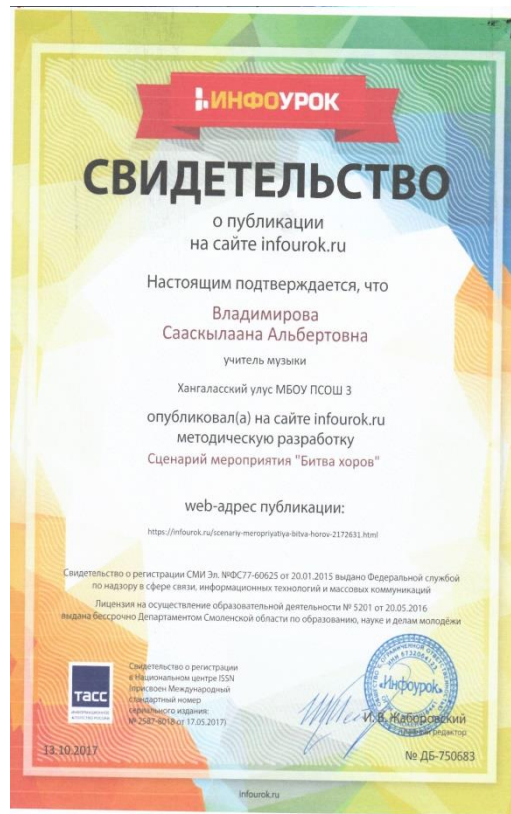 ИНФОУРОК
СВИДЕТЕЛЬСТВО
о публикации
на сайте infourok.ru
Настоящим подтверждается, что
Владимирова
Сааскылаана Альбертовна
учитель музыки
Хангаласский улус МБОУ ПСОШ 3
опубликовал(а) на сайте infourok.ru
методическую разработку
Сценарий мероприятия "Битва хоров"
web-адрес публикации:
https://infourok.ru/scenariy-meropriyatiya-bitva-horov-2172631.html
Свидетельство о регистрации СМИ Эл. №ФС77-60625 от 20.01.2015 выдано Федеральной службой
по надзору в сфере связи, информационных технологий и массовых коммуникаций
Лицензия на осуществление образовательной деятельности № 5201 от 20.05.2016
выдана бессрочно Департаментом Смоленской области по образованию, науке и делам молодёжи
Свидетельство о регистрации
в Национальном центре ISSN
(присвоен Международный
стандартный номер
сериального издания:
№ 2587-8018 от 17.05.2017)
ТАСС
ИНФОРМАЦИОННОЕ
АГЕНТСТВО РОССИИ
Инфоурок
И. В. Жаборовский
редактор
13.10.2017
№ ДБ-750683
infourok.ru